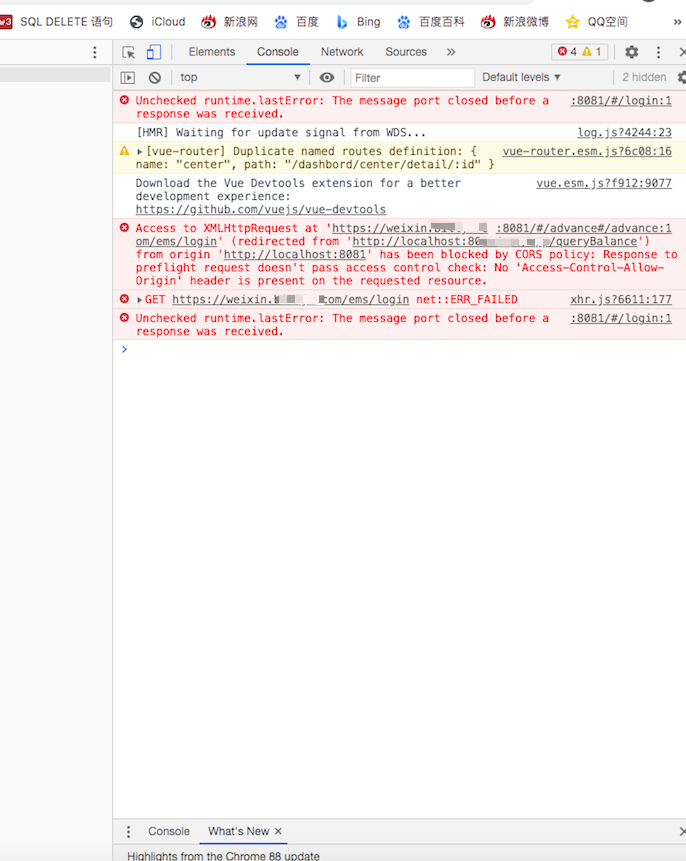 w3 SQL DELETE 语句 iCloud 新浪网 百度 Bing 百度百科 新浪微博 QQ空间 »
Elements Console Network Sources » 4 1
top Filter Default levels 2 hidden
Unchecked runtime.lastError: The message port closed before a :8081/#/login:1
response was received.
[HMR] Waiting for update signal from WDS... log.js?4244:23
[vue-router] Duplicate named routes definition: { vue-router.esm.js?6c08:16
name: "center", path: "/dashbord/center/detail/:id" }
Download the Vue Devtools extension for a better vue.esm.js?f912:9077
development experience:
https://github.com/vuejs/vue-devtools
Access to XMLHttpRequest at 'https://weixin. :8081/#/advance#/advance:1
om/ems/login' (redirected from 'http://localhost:80 /queryBalance')
from origin 'http://localhost:8081' has been blocked by CORS policy: Response to
preflight request doesn't pass access control check: No 'Access-Control-Allow-
Origin' header is present on the requested resource.
GET https://weixin. com/ems/login net::ERR_FAILED xhr.js?6611:177
Unchecked runtime.lastError: The message port closed before a :8081/#/login:1
response was received.
Console What's New ×
Highlights from the Chrome 88 update